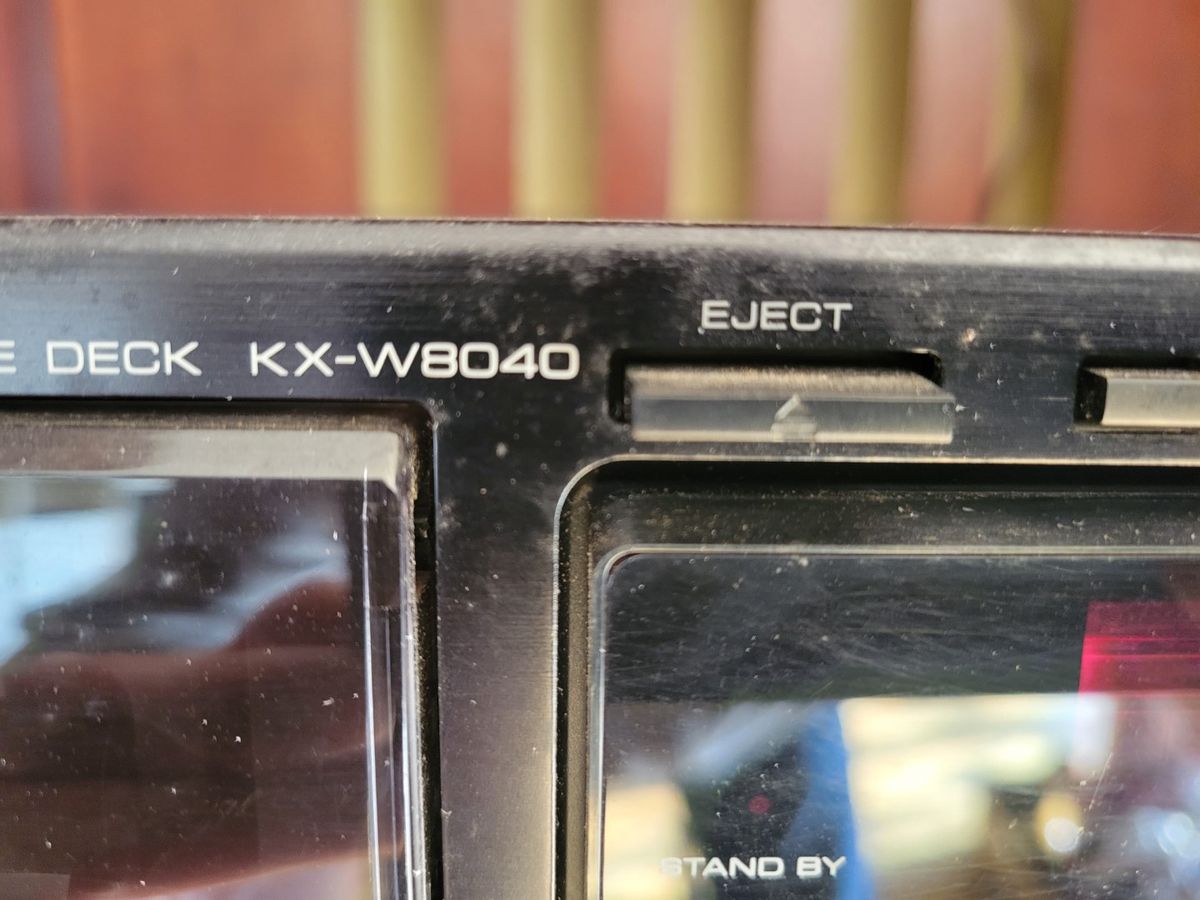 EJECT
E DECK KX-W8040
STAND BY